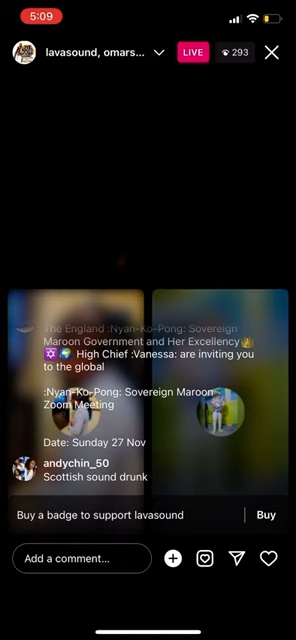 5:09
lavasound, omars...
LIVE
293
The England :Nyan-Ko-Pong: Sovereign
Maroon Government and Her Excellency👑
✡️🌍 High Chief :Vanessa: are inviting you
to the global
:Nyan-Ko-Pong: Sovereign Maroon
Zoom Meeting
Date: Sunday 27 Nov
andychin_50
Scottish sound drunk
Buy a badge to support lavasound
Buy
Add a comment...